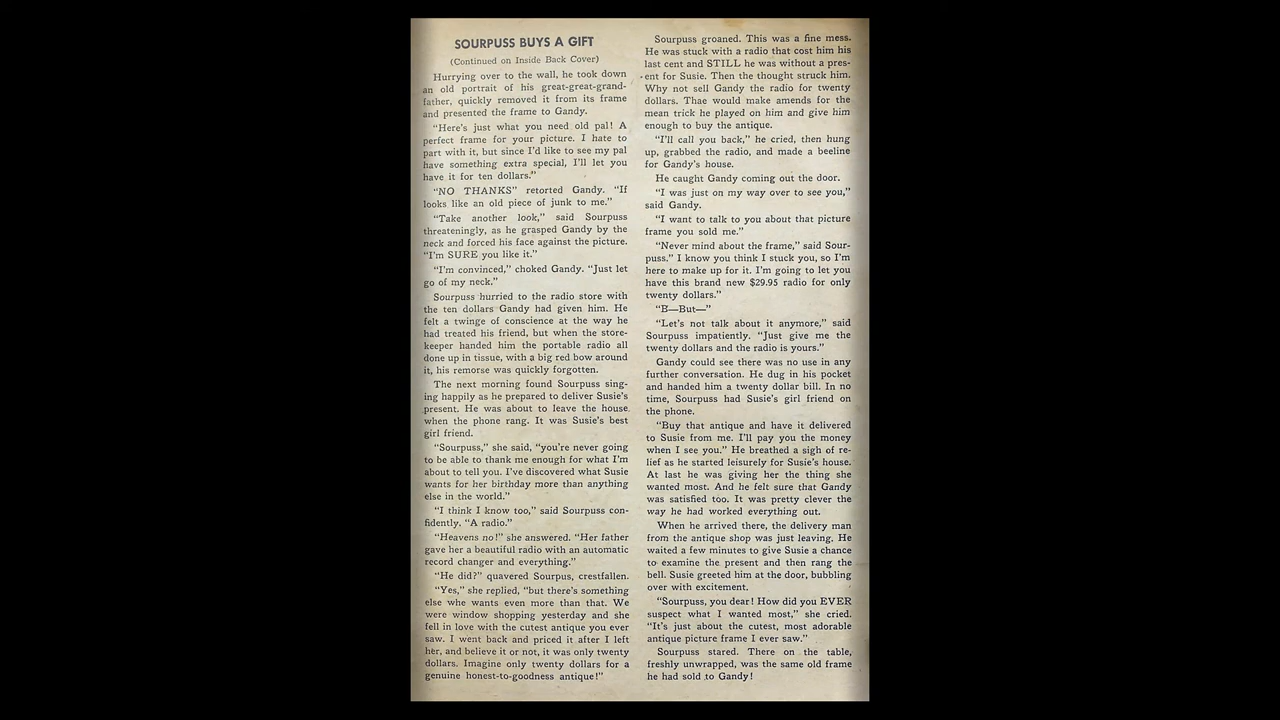 SOURPUSS BUYS A GIFT
(Continued on Inside Back Cover)
Hurrying over to the wall, he took down
an old portrait of his great-great-grand-
father, quickly removed it from its frame
and presented the frame to Gandy.
"Here's just what you need old pal! A
perfect frame for your picture. I hate to
part with it, but since I'd like to see my pal
have something extra special, I'll let you
have it for ten dollars."
"NO THANKS" retorted Gandy. "If
looks like an old piece of junk to me."
"Take another look," said Sourpuss
threateningly, as he grasped Gandy by the
neck and forced his face against the picture.
"I'm SURE you like it."
"I'm convinced," choked Gandy. "Just let
go of my neck."
Sourpuss hurried to the radio store with
the ten dollars Gandy had given him. He
felt a twinge of conscience at the way he
had treated his friend, but when the store-
keeper handed him the portable radio all
done up in tissue, with a big red bow around
it, his remorse was quickly forgotten.
The next morning found Sourpuss sing-
ing happily as he prepared to deliver Susie's
present. He was about to leave the house
when the phone rang. It was Susie's best
girl friend.
"Sourpuss," she said, "you're never going
to be able to thank me enough for what I'm
about to tell you. I've discovered what Susie
wants for her birthday more than anything
else in the world."
"I think I know too," said Sourpuss con-
fidently. "A radio."
"Heavens no!" she answered. "Her father
gave her a beautiful radio with an automatic
record changer and everything."
"He did?" quavered Sourpus, crestfallen.
"Yes," she replied, "but there's something
else whe wants even more than that. We
were window shopping yesterday and she
fell in love with the cutest antique you ever
saw. I went back and priced it after I left
her, and believe it or not, it was only twenty
dollars. Imagine only twenty dollars for a
genuine honest-to-goodness antique!"
Sourpuss groaned. This was a fine mess.
He was stuck with a radio that cost him his
last cent and STILL he was without a pres-
ent for Susie. Then the thought struck him.
Why not sell Gandy the radio for twenty
dollars. Thae would make amends for the
mean trick he played on him and give him
enough to buy the antique.
"I'll call you back," he cried, then hung
up, grabbed the radio, and made a beeline
for Gandy's house.
He caught Gandy coming out the door.
"I was just on my way over to see you,"
said Gandy.
"I want to talk to you about that picture
frame you sold me."
"Never mind about the frame," said Sour-
puss." I know you think I stuck you, so I'm
here to make up for it. I'm going to let you
have this brand new $29.95 radio for only
twenty dollars."
"B—But—"
"Let's not talk about it anymore," said
Sourpuss impatiently. "Just give me the
twenty dollars and the radio is yours."
Gandy could see there was no use in any
further conversation. He dug in his pocket
and handed him a twenty dollar bill. In no
time, Sourpuss had Susie's girl friend on
the phone.
"Buy that antique and have it delivered
to Susie from me. I'll pay you the money
when I see you." He breathed a sigh of re-
lief as he started leisurely for Susie's house.
At last he was giving her the thing she
wanted most. And he felt sure that Gandy
was satisfied too. It was pretty clever the
way he had worked everything out.
When he arrived there, the delivery man
from the antique shop was just leaving. He
waited a few minutes to give Susie a chance
to examine the present and then rang the
bell. Susie greeted him at the door, bubbling
over with excitement.
"Sourpuss, you dear! How did you EVER
suspect what I wanted most," she cried.
"It's just about the cutest, most adorable
antique picture frame I ever saw."
Sourpuss stared. There on the table,
freshly unwrapped, was the same old frame
he had sold to Gandy!